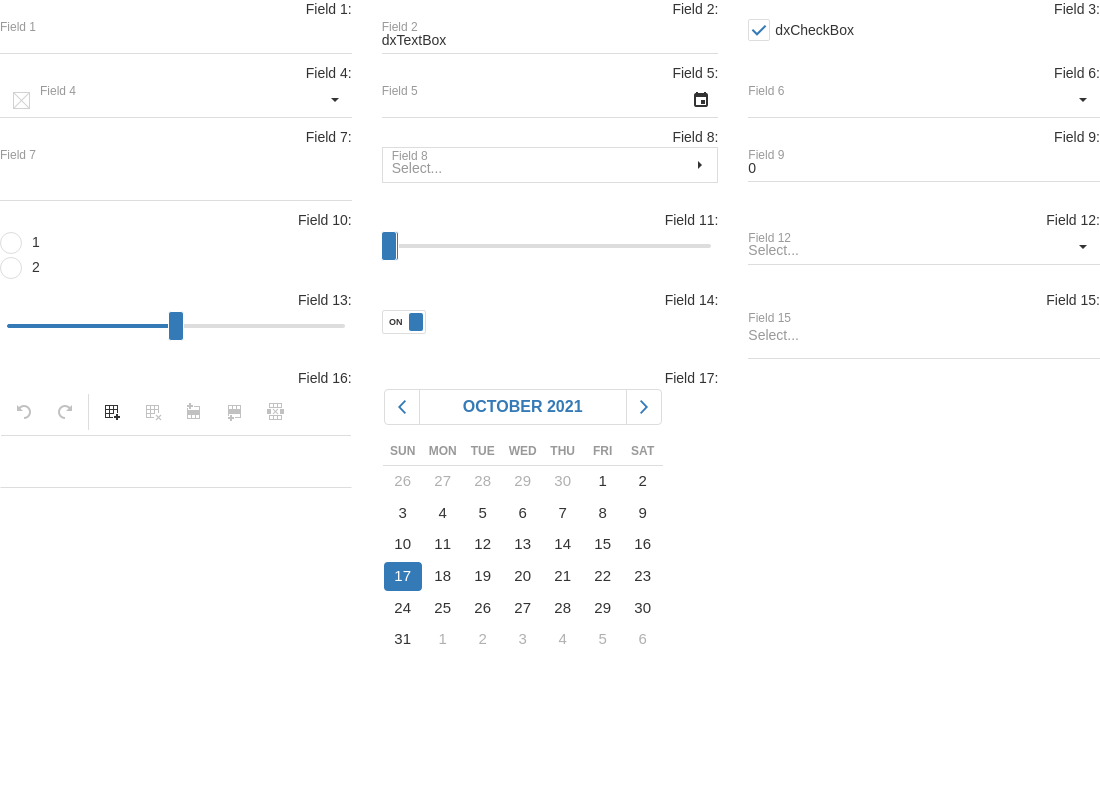 Field 1:
Field 1
Field 2:
Field 2
dxTextBox
Field 3:
dxCheckBox
Field 4:
Field 4
Field 5:
Field 5
Field 6:
Field 6
Field 7:
Field 7
Field 8:
Field 8
Select...
Field 9:
Field 9
0
Field 10:
1
2
Field 11:
Field 12:
Field 12
Select...
Field 13:
Field 14:
ON
Field 15:
Field 15
Select...
Field 16:
Field 17:
OCTOBER 2021
SUN MON TUE WED THU FRI SAT
26 27 28 29 30 1 2
3 4 5 6 7 8 9
10 11 12 13 14 15 16
17 18 19 20 21 22 23
24 25 26 27 28 29 30
31 1 2 3 4 5 6